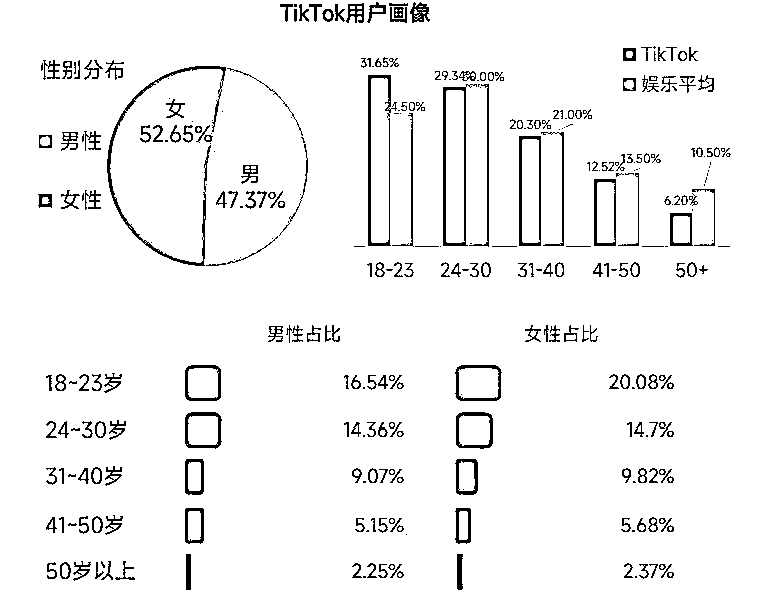 TikTok用户画像
性别分布
男性
女性
女
52.65%
男
47.37%
TikTok
娱乐平均
31.65%
24.50%
29.34%
30.00%
20.30%
21.00%
12.52%
13.50%
6.20%
10.50%
18-23
24-30
31-40
41-50
50+
男性占比 女性占比
18~23岁 16.54% 20.08%
24~30岁 14.36% 14.7%
31~40岁 9.07% 9.82%
41~50岁 5.15% 5.68%
50岁以上 2.25% 2.37%